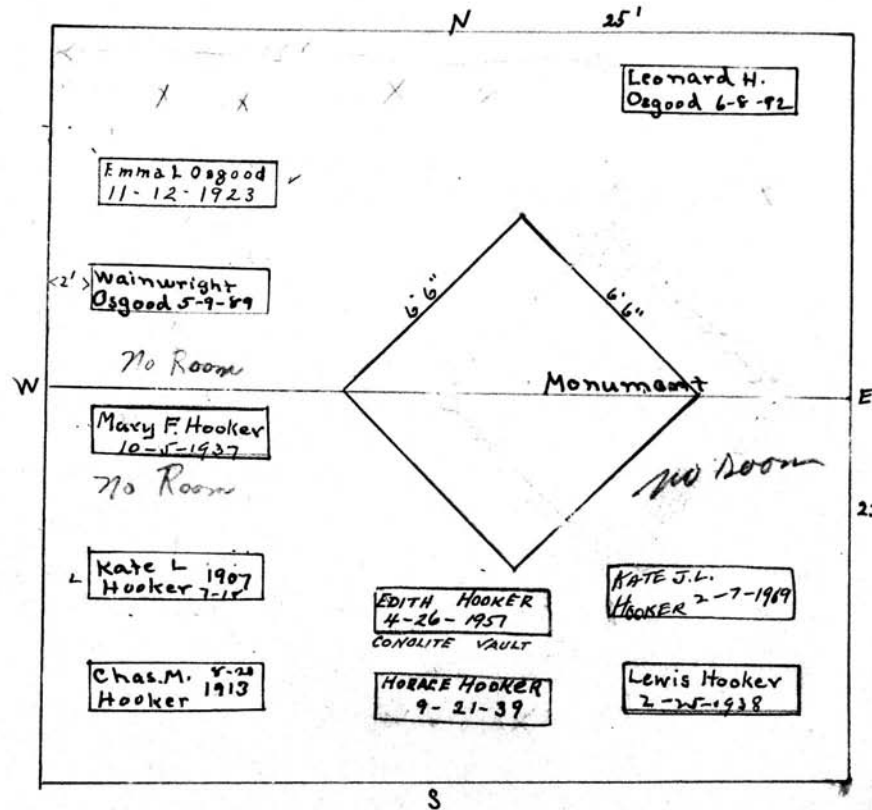 N 25'
Leonard H.
Osgood 6-8-92
x x x x
Emma L Osgood
11-12-1923
<2'>
Wainwright
Osgood 5-9-89
6' 6"
6' 6"
No Room
W
Monument
E
Mary F. Hooker
10-5-1937
No Room
no room
L
Kate L 1907
Hooker 7-18
EDITH HOOKER
4-26-1957
CONOLITE VAULT
KATE J.L.
HOOKER 2-7-1969
Chas. M. 8-20
Hooker 1913
HORACE HOOKER
9-21-39
Lewis Hooker
2-25-1938
S